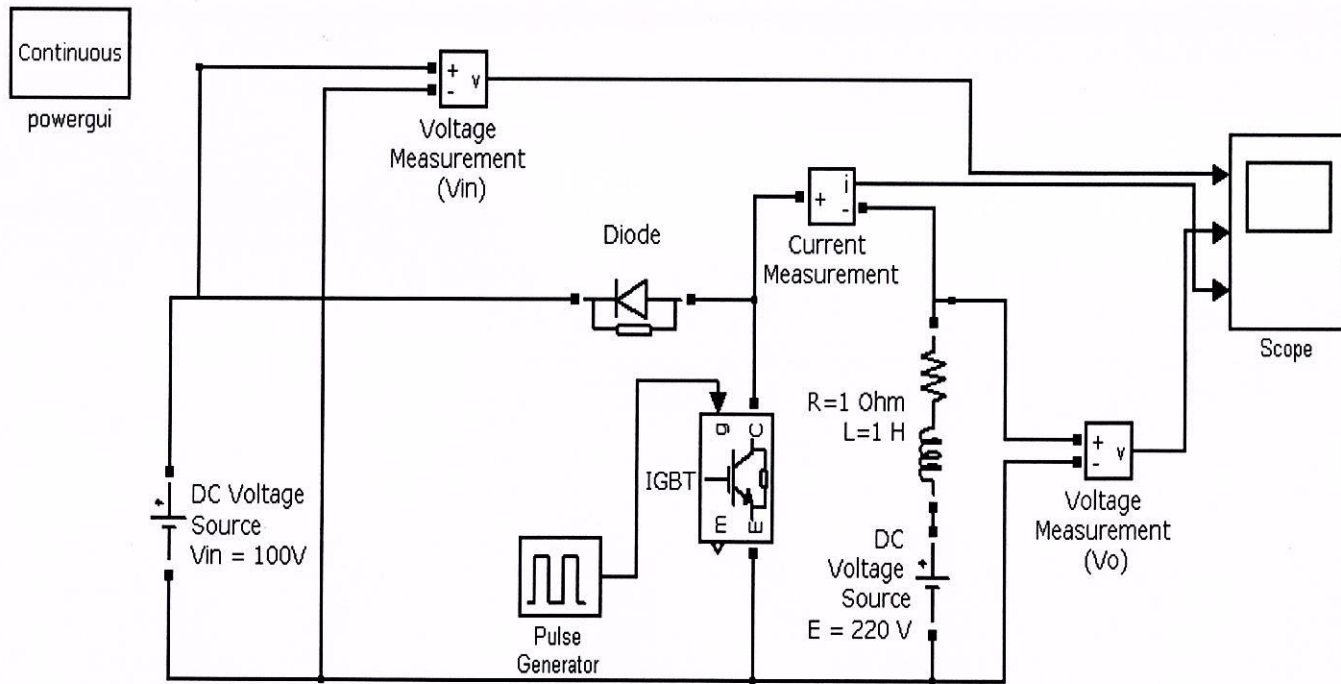 Continuous
powergui
+
-
v
Voltage
Measurement
(Vin)
+
i
-
Current
Measurement
Diode
Scope
R=1 Ohm
L=1 H
g
C
IGBT
m
E
+
-
v
Voltage
Measurement
(Vo)
+
DC Voltage
Source
Vin = 100V
+
DC
Voltage
Source
E = 220 V
Pulse
Generator